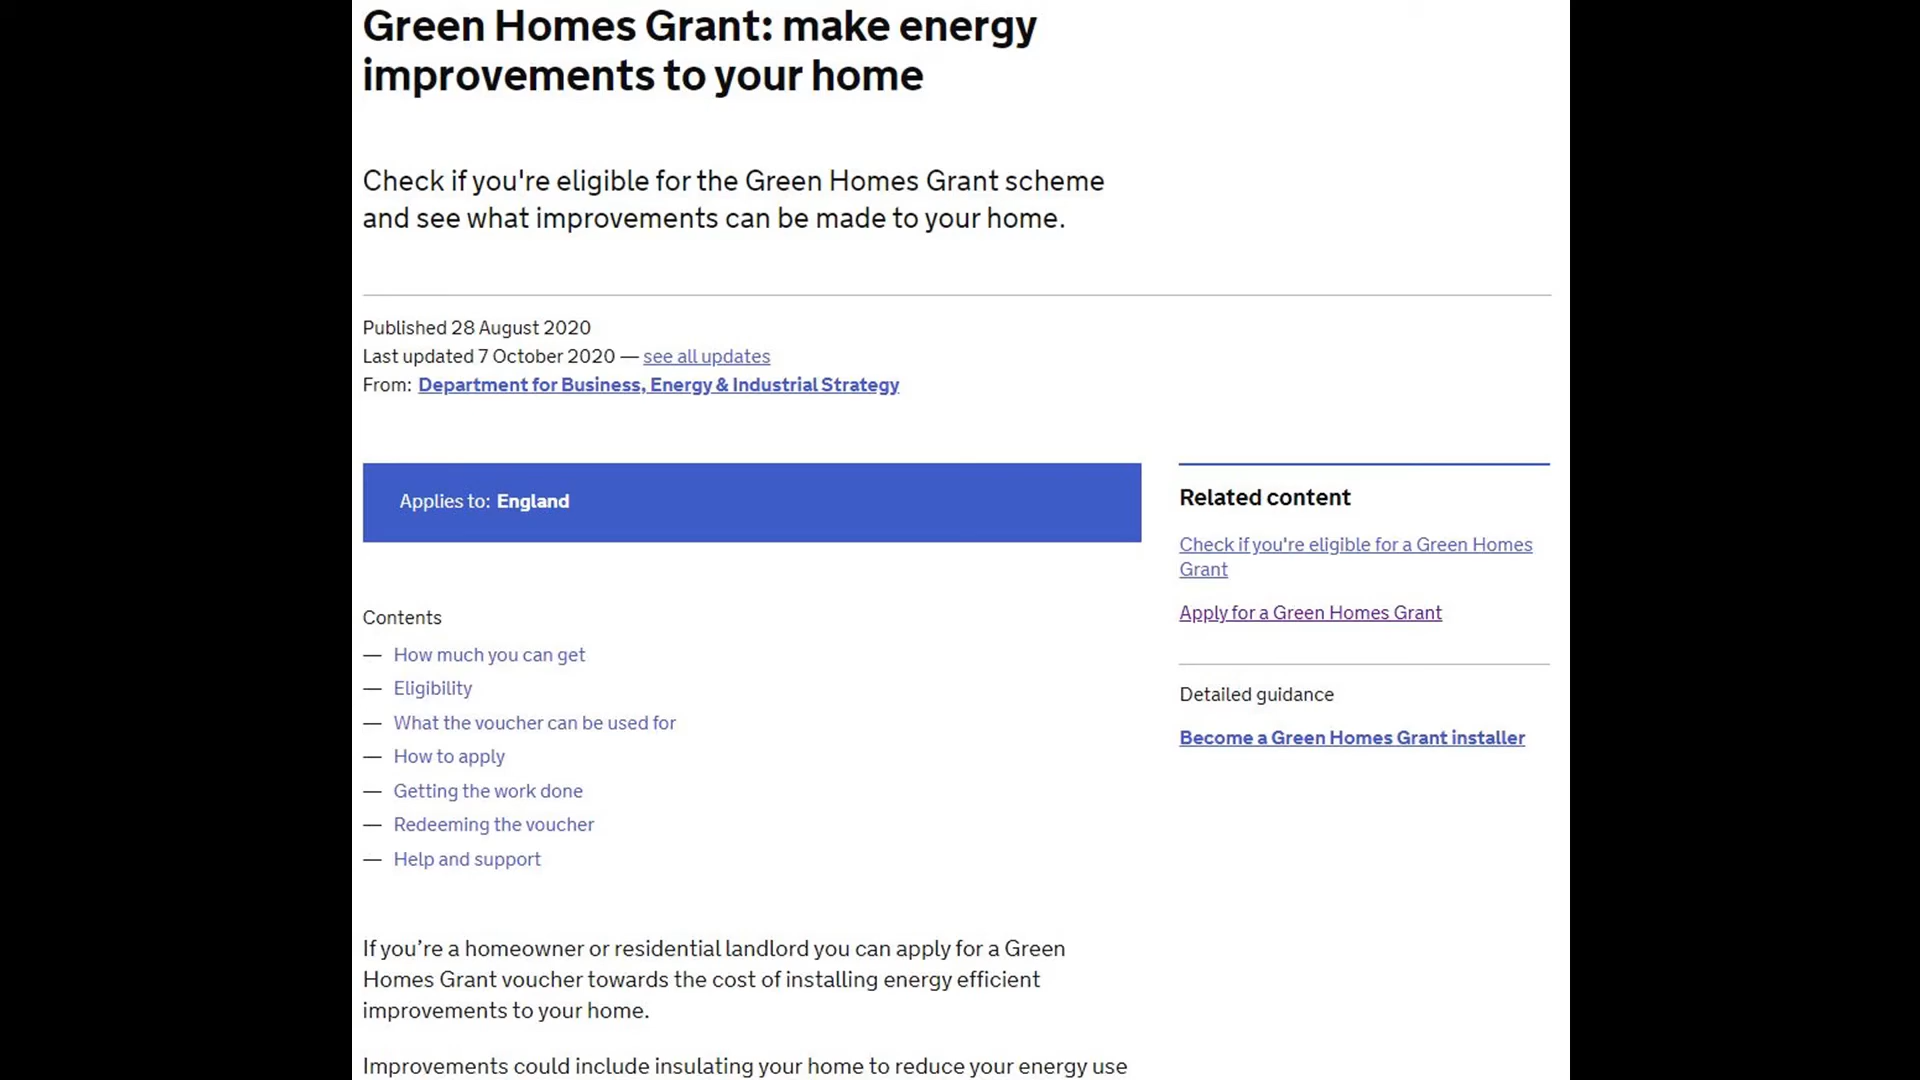 Green Homes Grant: make energy
improvements to your home
Check if you're eligible for the Green Homes Grant scheme
and see what improvements can be made to your home.
Published 28 August 2020
Last updated 7 October 2020 — see all updates
From: Department for Business, Energy & Industrial Strategy
Applies to: England
Contents
— How much you can get
— Eligibility
— What the voucher can be used for
— How to apply
— Getting the work done
— Redeeming the voucher
— Help and support
If you’re a homeowner or residential landlord you can apply for a Green
Homes Grant voucher towards the cost of installing energy efficient
improvements to your home.
Improvements could include insulating your home to reduce your energy use
Related content
Check if you're eligible for a Green Homes
Grant
Apply for a Green Homes Grant
Detailed guidance
Become a Green Homes Grant installer